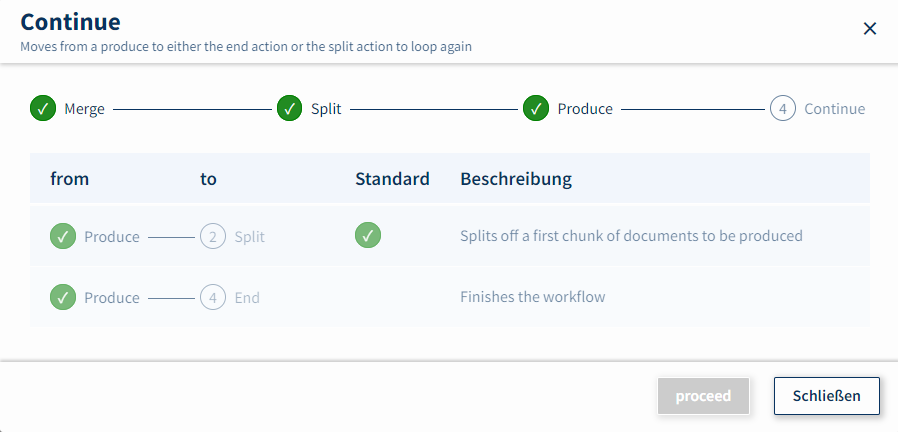 Continue
Moves from a produce to either the end action or the split action to loop again
Merge Split Produce 4 Continue
from to Standard Beschreibung
Produce 2 Split Splits off a first chunk of documents to be produced
Produce 4 End Finishes the workflow
proceed Schließen